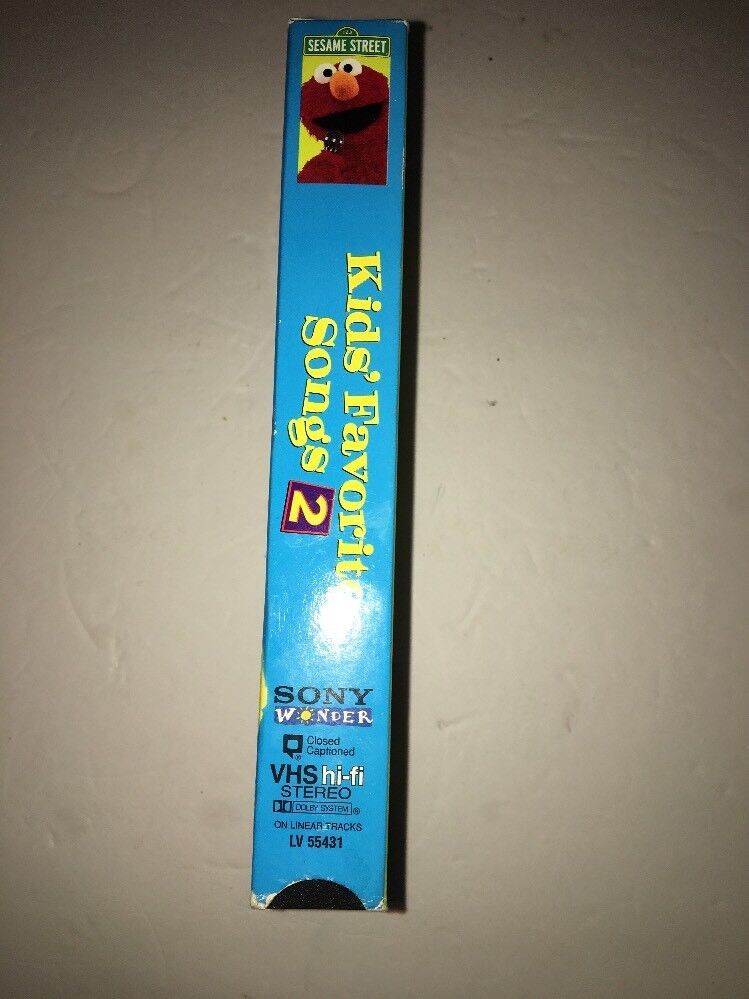 123
SESAME STREET
Kids' Favorite
Songs 2
SONY
WONDER
Closed
Captioned
VHS hi-fi
STEREO
DOLBY SYSTEM ®
ON LINEAR TRACKS
LV 55431